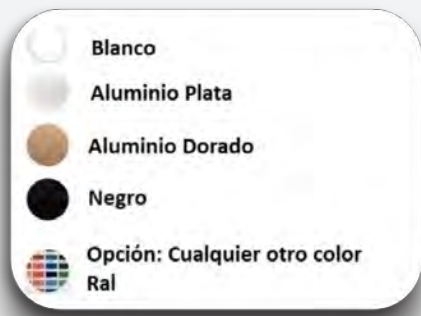 Blanco
Aluminio Plata
Aluminio Dorado
Negro
Opción: Cualquier otro color
Ral